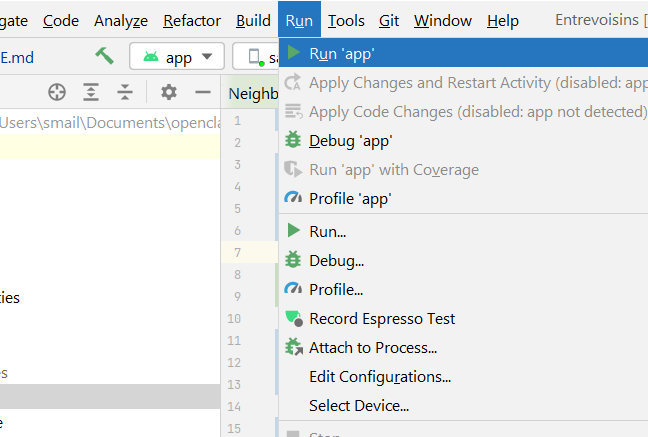 gate Code Analyze Refactor Build Run Tools Git Window Help Entrevoisins [
E.md app sa
Run 'app'
Neighb
Apply Changes and Restart Activity (disabled: app
Users\smail\Documents\opencla
1
Apply Code Changes (disabled: app not detected)
2
Debug 'app'
3
Run 'app' with Coverage
4
Profile 'app'
5
6
Run...
7
Debug...
8
Profile...
ties
9
10
Record Espresso Test
11
Attach to Process...
12
es
13
Edit Configurations...
14
Select Device...
e
15
Stop